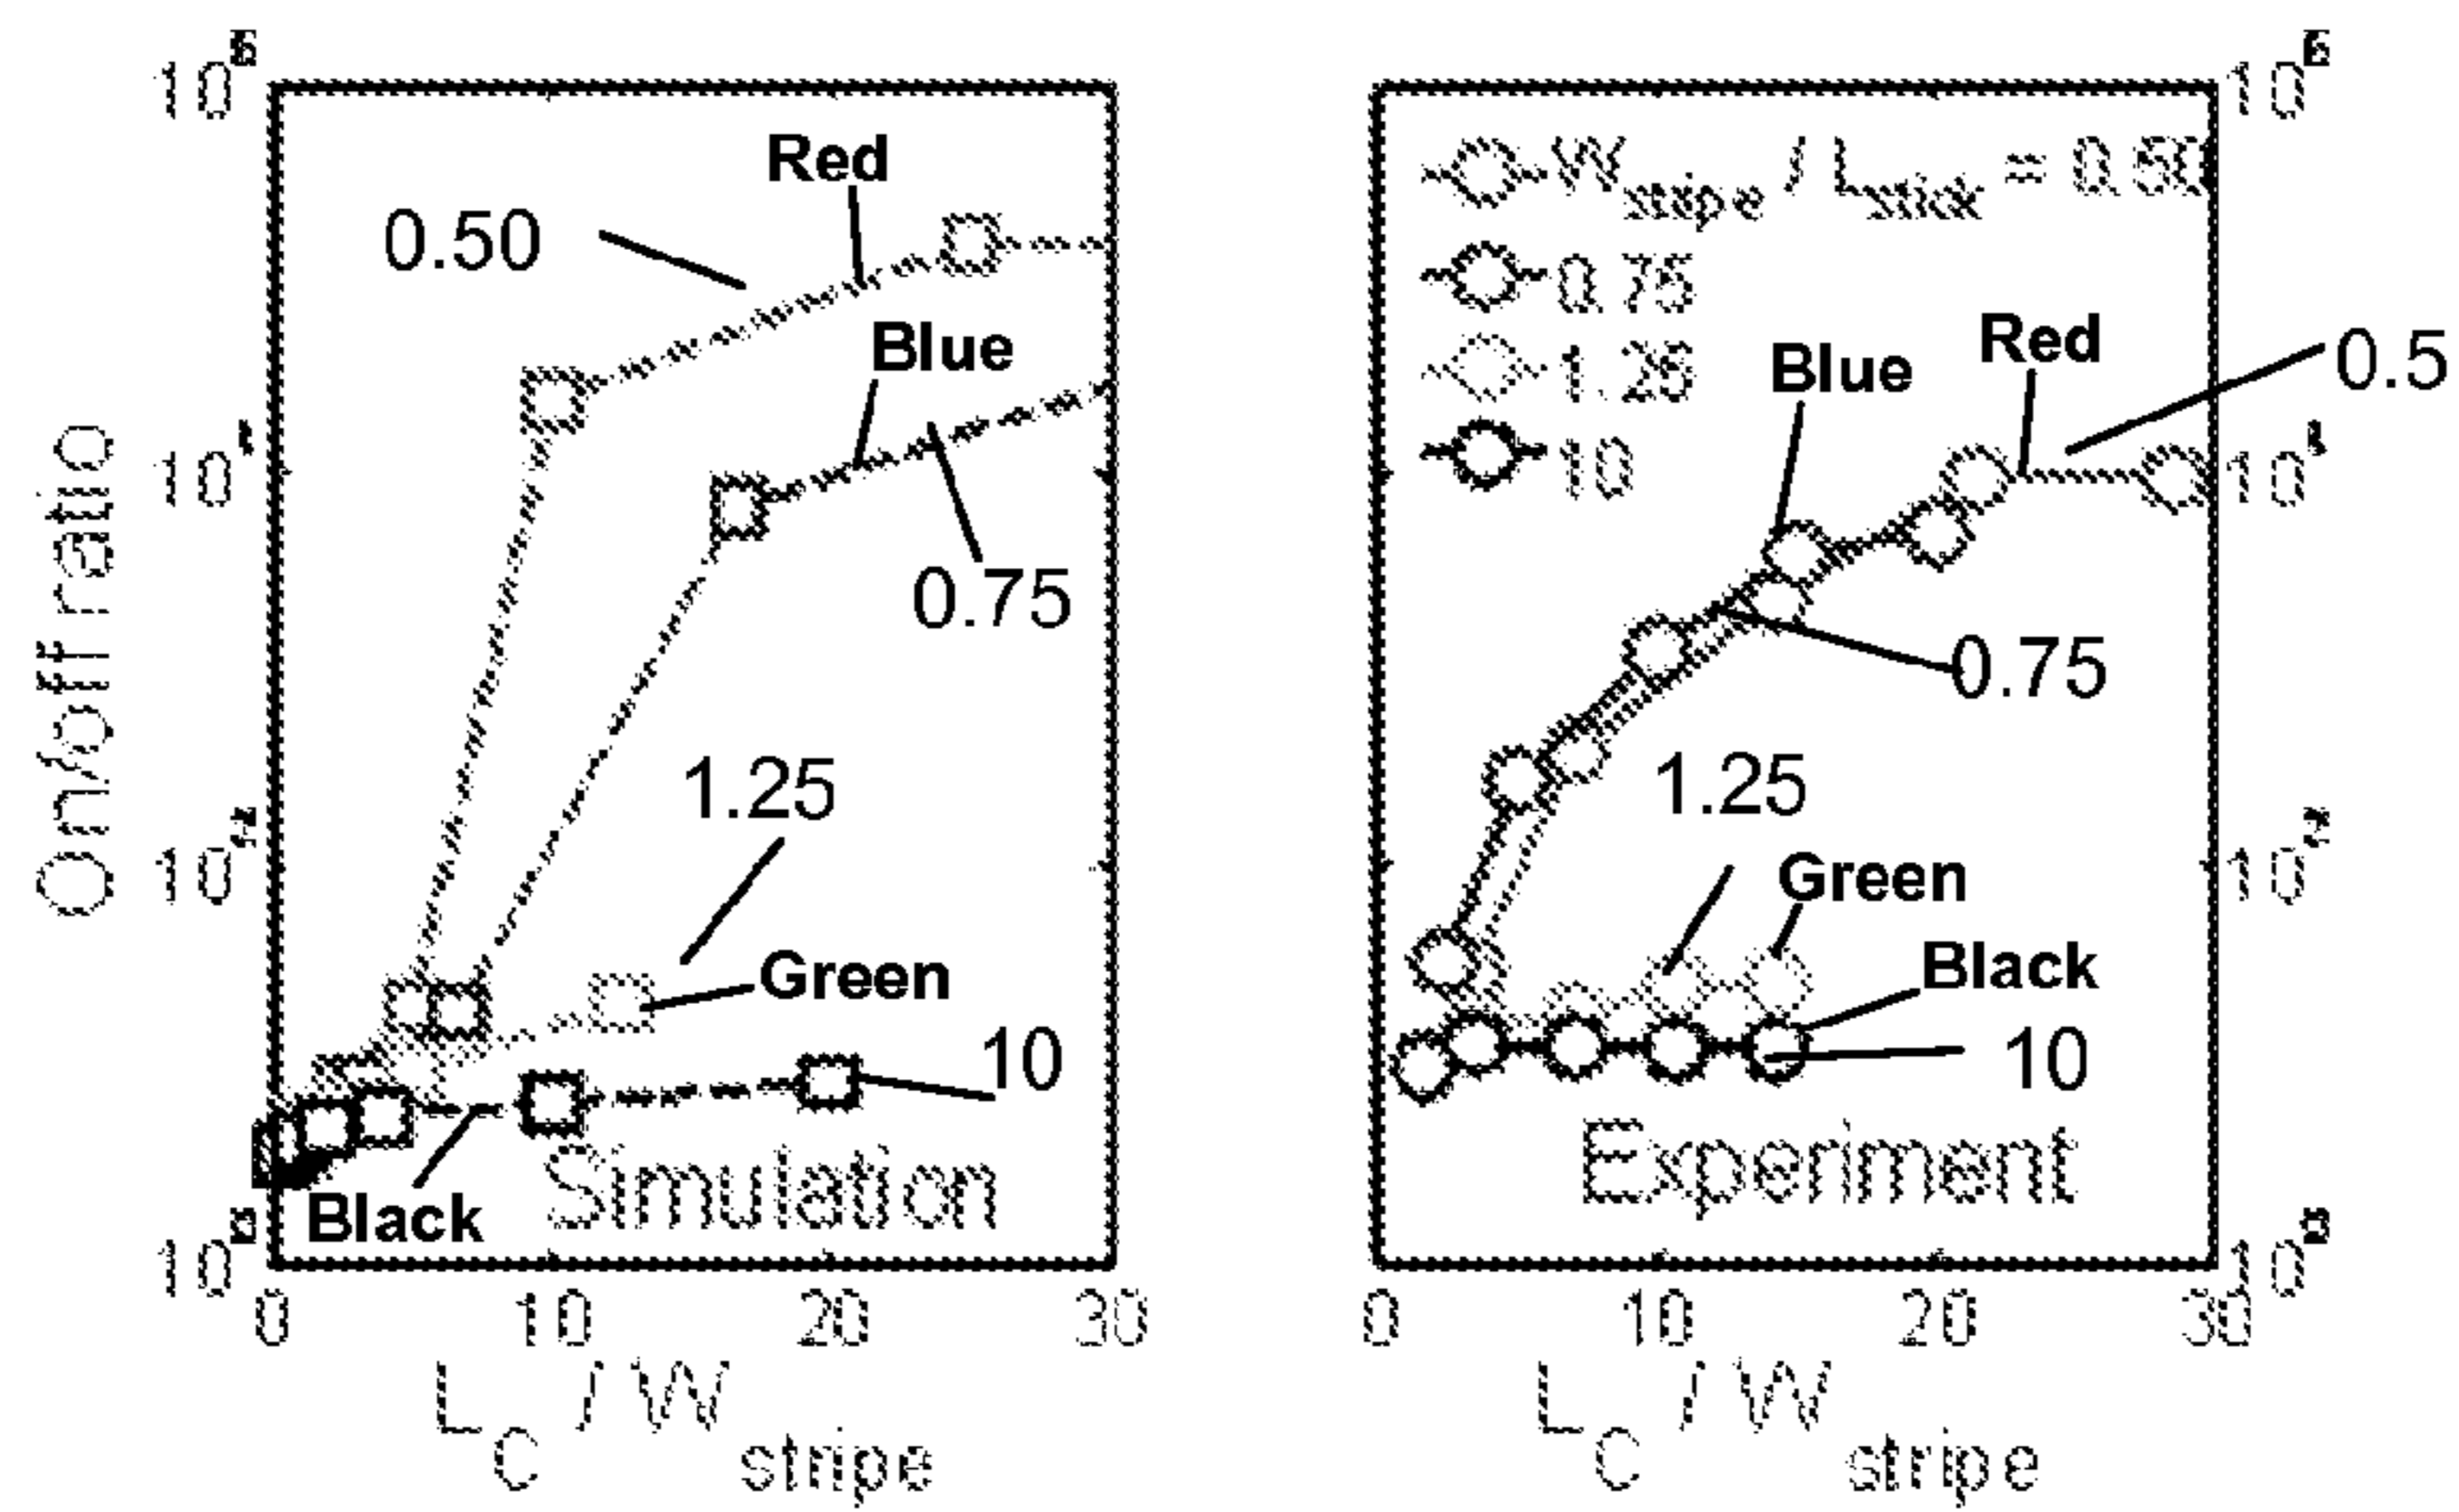 Red
0.50
Blue
0.75
1.25
Green
10
Black
Simulation
On/off ratio
0 10 20 30
L_C / W_stripe
W_stripe / L_stick = 0.50
0.75
1.25
10
Blue
Red
0.5
0.75
1.25
Green
Black
10
Experiment
0 10 20 30
L_C / W_stripe